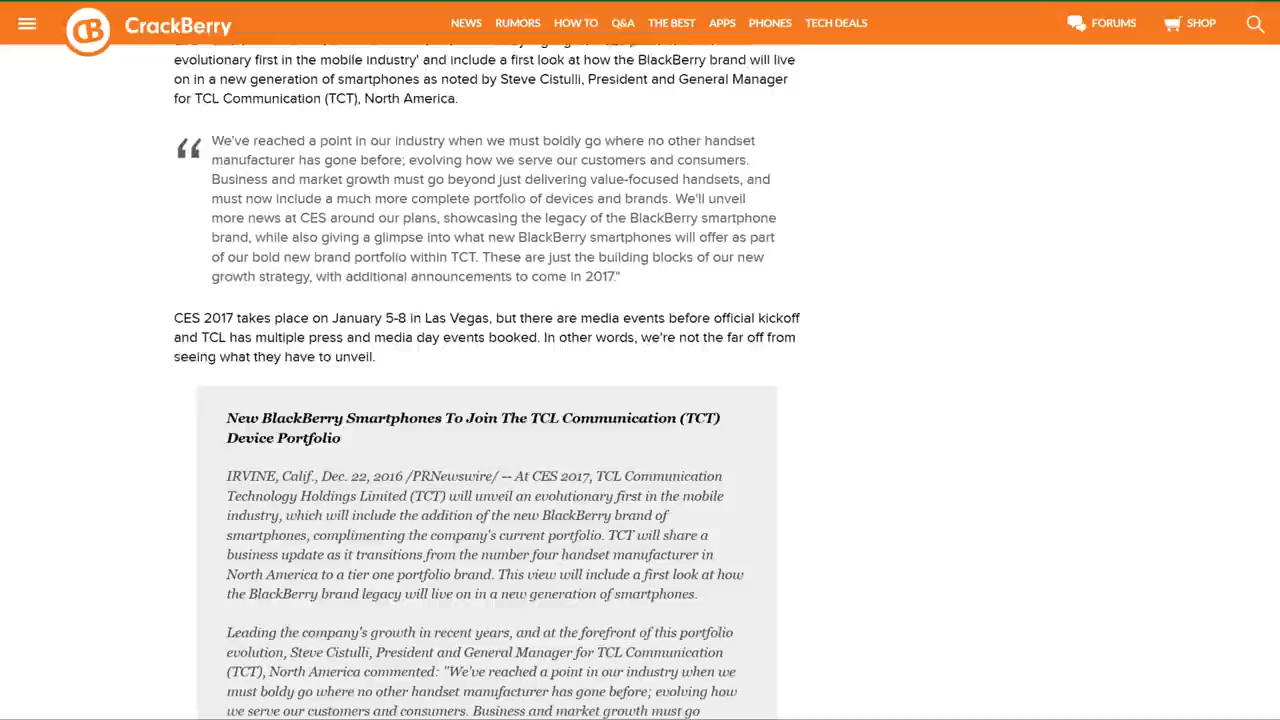 CB CrackBerry NEWS RUMORS HOW TO Q&A THE BEST APPS PHONES TECH DEALS FORUMS SHOP
evolutionary first in the mobile industry' and include a first look at how the BlackBerry brand will live
on in a new generation of smartphones as noted by Steve Cistulli, President and General Manager
for TCL Communication (TCT), North America.
“ We've reached a point in our industry when we must boldly go where no other handset
manufacturer has gone before; evolving how we serve our customers and consumers.
Business and market growth must go beyond just delivering value-focused handsets, and
must now include a much more complete portfolio of devices and brands. We'll unveil
more news at CES around our plans, showcasing the legacy of the BlackBerry smartphone
brand, while also giving a glimpse into what new BlackBerry smartphones will offer as part
of our bold new brand portfolio within TCT. These are just the building blocks of our new
growth strategy, with additional announcements to come in 2017."
CES 2017 takes place on January 5-8 in Las Vegas, but there are media events before official kickoff
and TCL has multiple press and media day events booked. In other words, we're not the far off from
seeing what they have to unveil.
New BlackBerry Smartphones To Join The TCL Communication (TCT)
Device Portfolio
IRVINE, Calif., Dec. 22, 2016 /PRNewswire/ -- At CES 2017, TCL Communication
Technology Holdings Limited (TCT) will unveil an evolutionary first in the mobile
industry, which will include the addition of the new BlackBerry brand of
smartphones, complimenting the company's current portfolio. TCT will share a
business update as it transitions from the number four handset manufacturer in
North America to a tier one portfolio brand. This view will include a first look at how
the BlackBerry brand legacy will live on in a new generation of smartphones.
Leading the company's growth in recent years, and at the forefront of this portfolio
evolution, Steve Cistulli, President and General Manager for TCL Communication
(TCT), North America commented: "We've reached a point in our industry when we
must boldly go where no other handset manufacturer has gone before; evolving how
we serve our customers and consumers. Business and market growth must go